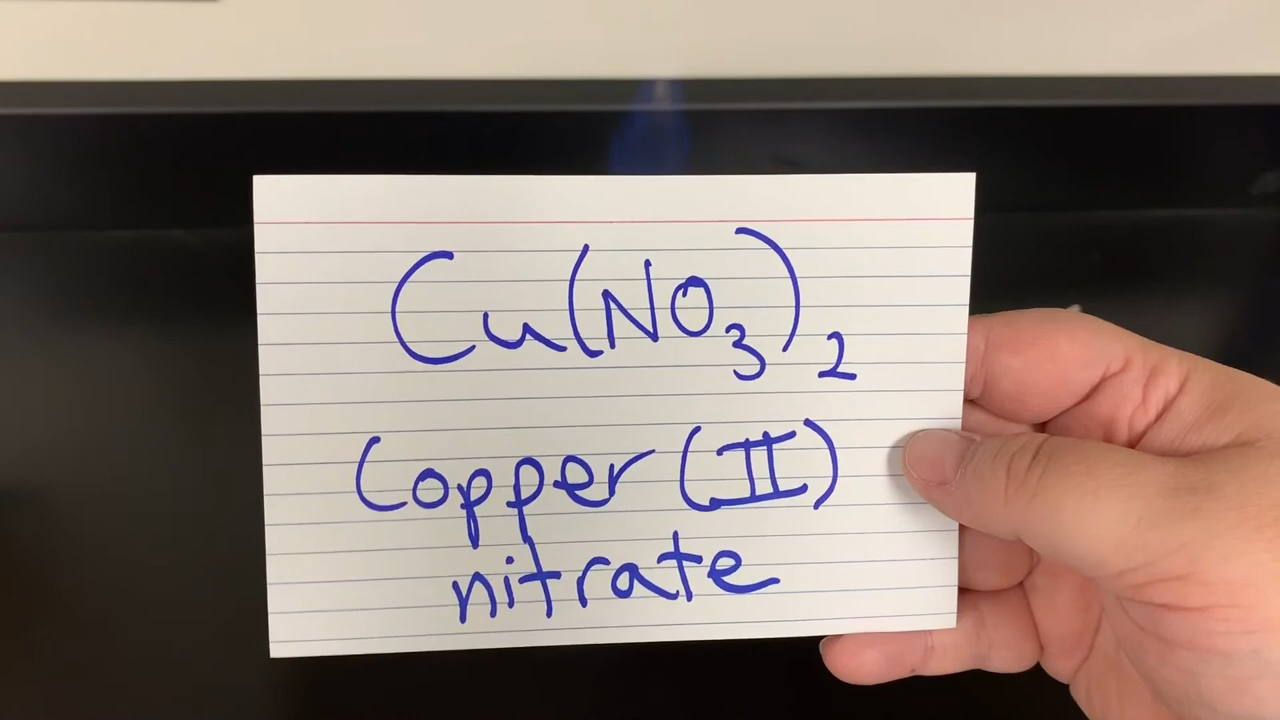 Cu(NO₃)₂
Copper (II)
nitrate